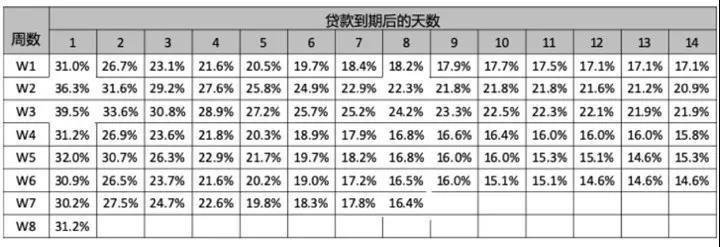 周数 贷款到期后的天数
1 2 3 4 5 6 7 8 9 10 11 12 13 14
W1 31.0% 26.7% 23.1% 21.6% 20.5% 19.7% 18.4% 18.2% 17.9% 17.7% 17.5% 17.1% 17.1% 17.1%
W2 36.3% 31.6% 29.2% 27.6% 25.8% 24.9% 22.9% 22.3% 21.8% 21.8% 21.8% 21.6% 21.2% 20.9%
W3 39.5% 33.6% 30.8% 28.9% 27.2% 25.7% 25.2% 24.2% 23.3% 22.5% 22.3% 22.1% 21.9% 21.9%
W4 31.2% 26.9% 23.6% 21.8% 20.3% 18.9% 17.9% 16.8% 16.6% 16.4% 16.0% 16.0% 16.0% 15.8%
W5 32.0% 30.7% 26.3% 22.9% 21.7% 19.7% 18.2% 16.8% 16.0% 16.0% 15.3% 15.1% 14.6% 15.3%
W6 30.9% 26.5% 23.7% 21.6% 20.2% 19.0% 17.2% 16.5% 16.0% 15.1% 15.1% 14.6% 14.6% 14.6%
W7 30.2% 27.5% 24.7% 22.6% 19.8% 18.3% 17.8% 16.4%
W8 31.2%